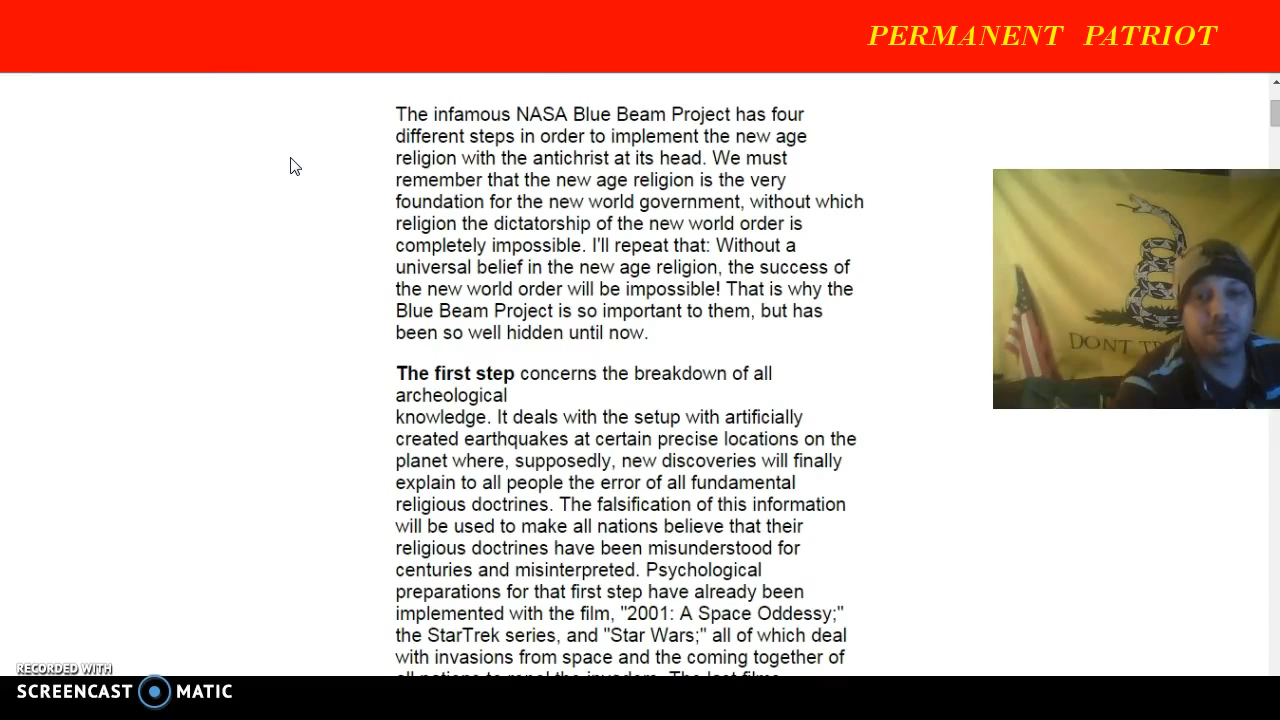 PERMANENT PATRIOT
The infamous NASA Blue Beam Project has four
different steps in order to implement the new age
religion with the antichrist at its head. We must
remember that the new age religion is the very
foundation for the new world government, without which
religion the dictatorship of the new world order is
completely impossible. I'll repeat that: Without a
universal belief in the new age religion, the success of
the new world order will be impossible! That is why the
Blue Beam Project is so important to them, but has
been so well hidden until now.
The first step concerns the breakdown of all
archeological
knowledge. It deals with the setup with artificially
created earthquakes at certain precise locations on the
planet where, supposedly, new discoveries will finally
explain to all people the error of all fundamental
religious doctrines. The falsification of this information
will be used to make all nations believe that their
religious doctrines have been misunderstood for
centuries and misinterpreted. Psychological
preparations for that first step have already been
implemented with the film, "2001: A Space Oddessy;"
the StarTrek series, and "Star Wars;" all of which deal
with invasions from space and the coming together of
all nations to repel the invaders. The last films
DONT
RECORDED WITH
SCREENCAST MATIC